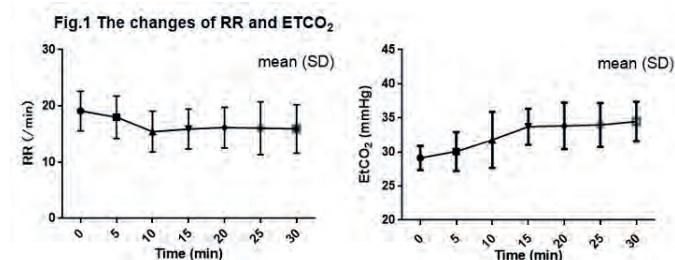 Fig.1 The changes of RR and ETCO₂
30
20
10
0
RR (/min)
mean (SD)
0 5 10 15 20 25 30
Time (min)
45
40
35
30
25
20
EtCO₂ (mmHg)
mean (SD)
0 5 10 15 20 25 30
Time (min)